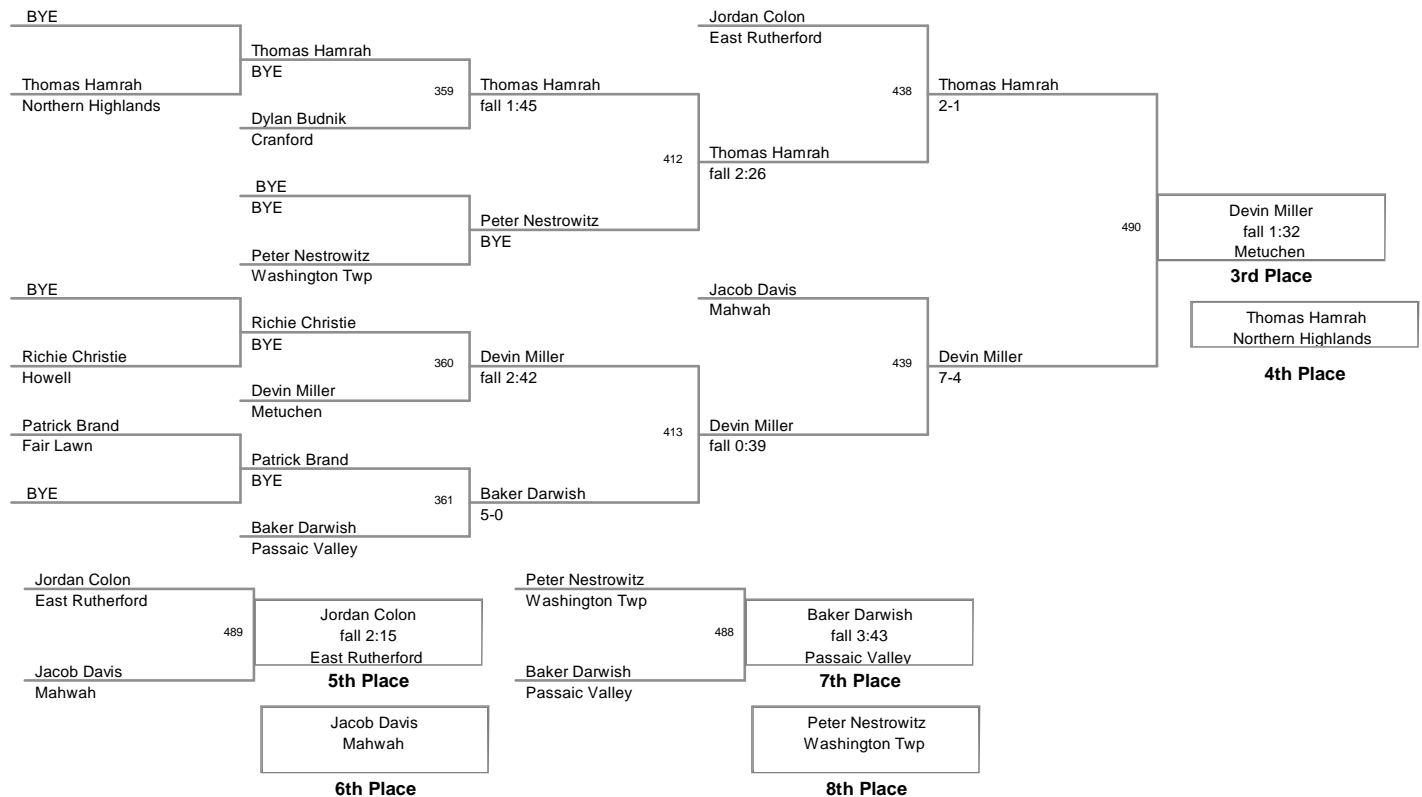 BYE
Thomas Hamrah
Northern Highlands
Thomas Hamrah
BYE
359
Dylan Budnik
Cranford
Thomas Hamrah
fall 1:45
BYE
BYE
Peter Nestrowitz
Washington Twp
Peter Nestrowitz
BYE
412
Thomas Hamrah
fall 2:26
Jordan Colon
East Rutherford
438
Thomas Hamrah
2-1
BYE
Richie Christie
Howell
Richie Christie
BYE
360
Devin Miller
Metuchen
Devin Miller
fall 2:42
Patrick Brand
Fair Lawn
BYE
Patrick Brand
BYE
361
Baker Darwish
Passaic Valley
Baker Darwish
5-0
413
Devin Miller
fall 0:39
Jacob Davis
Mahwah
439
Devin Miller
7-4
490
Devin Miller
fall 1:32
Metuchen
3rd Place
Thomas Hamrah
Northern Highlands
4th Place
Jordan Colon
East Rutherford
489
Jacob Davis
Mahwah
Jordan Colon
fall 2:15
East Rutherford
5th Place
Jacob Davis
Mahwah
6th Place
Peter Nestrowitz
Washington Twp
488
Baker Darwish
Passaic Valley
Baker Darwish
fall 3:43
Passaic Valley
7th Place
Peter Nestrowitz
Washington Twp
8th Place